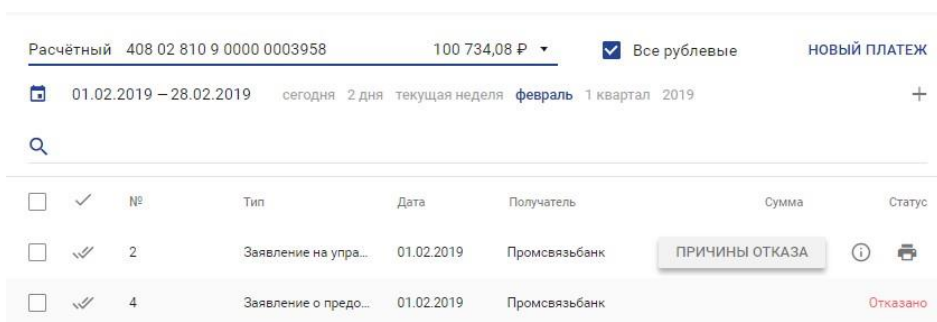 Расчётный 408 02 810 9 0000 0003958 100 734,08 ₽ Все рублевые НОВЫЙ ПЛАТЕЖ
01.02.2019 – 28.02.2019 сегодня 2 дня текущая неделя февраль 1 квартал 2019
№ Тип Дата Получатель Сумма Статус
2 Заявление на упра... 01.02.2019 Промсвязьбанк ПРИЧИНЫ ОТКАЗА
4 Заявление о предо... 01.02.2019 Промсвязьбанк Отказано